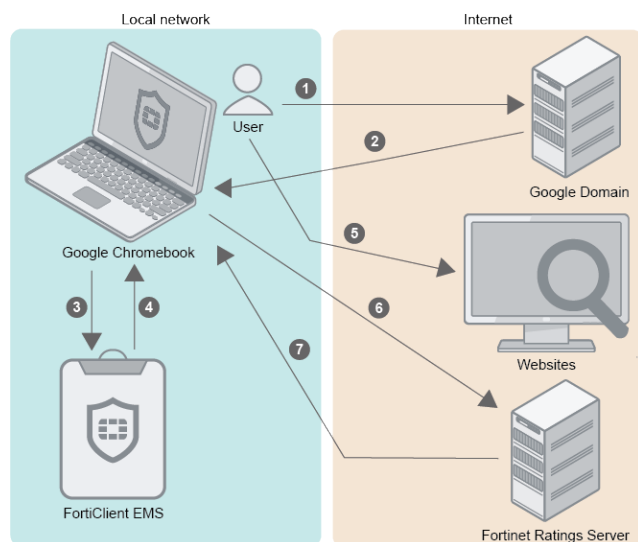 Local network
Internet
1
User
2
Google Domain
5
Google Chromebook
3
4
6
Websites
7
FortiClient EMS
Fortinet Ratings Server